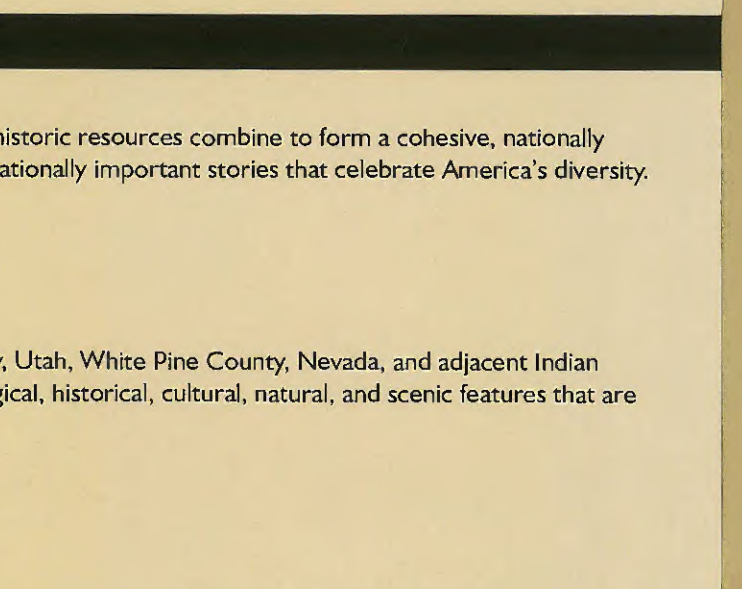 historic resources combine to form a cohesive, nationally
ationally important stories that celebrate America's diversity.
, Utah, White Pine County, Nevada, and adjacent Indian
gical, historical, cultural, natural, and scenic features that are